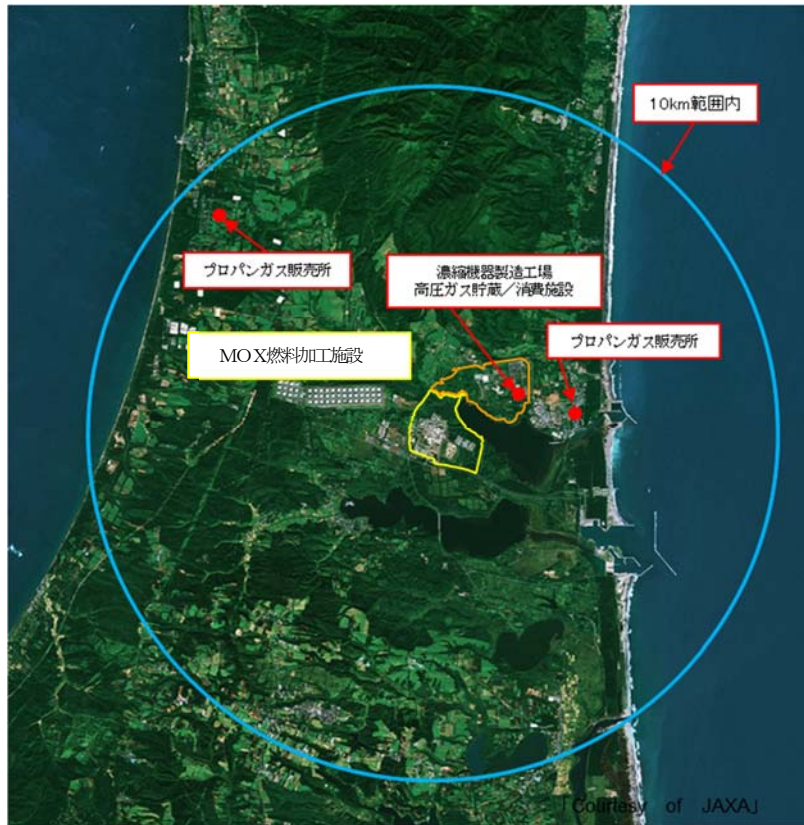 10km範囲内
プロパンガス販売所
濃縮機器製造工場
高圧ガス貯蔵／消費施設
プロパンガス販売所
MOX燃料加工施設
「Courtesy of JAXA」